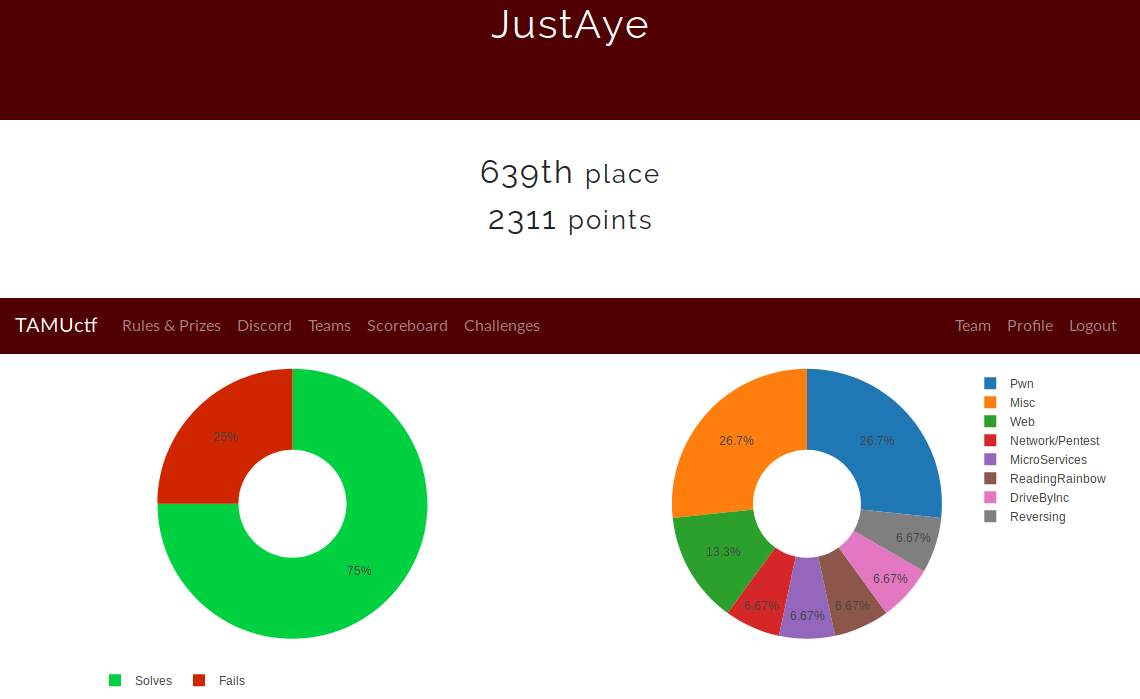 JustAye
639th place
2311 points
TAMUctf Rules & Prizes Discord Teams Scoreboard Challenges Team Profile Logout
25%
75%
Solves Fails
26.7% 26.7%
13.3% 6.67%
6.67%
6.67% 6.67% 6.67%
Pwn
Misc
Web
Network/Pentest
MicroServices
ReadingRainbow
DriveByInc
Reversing